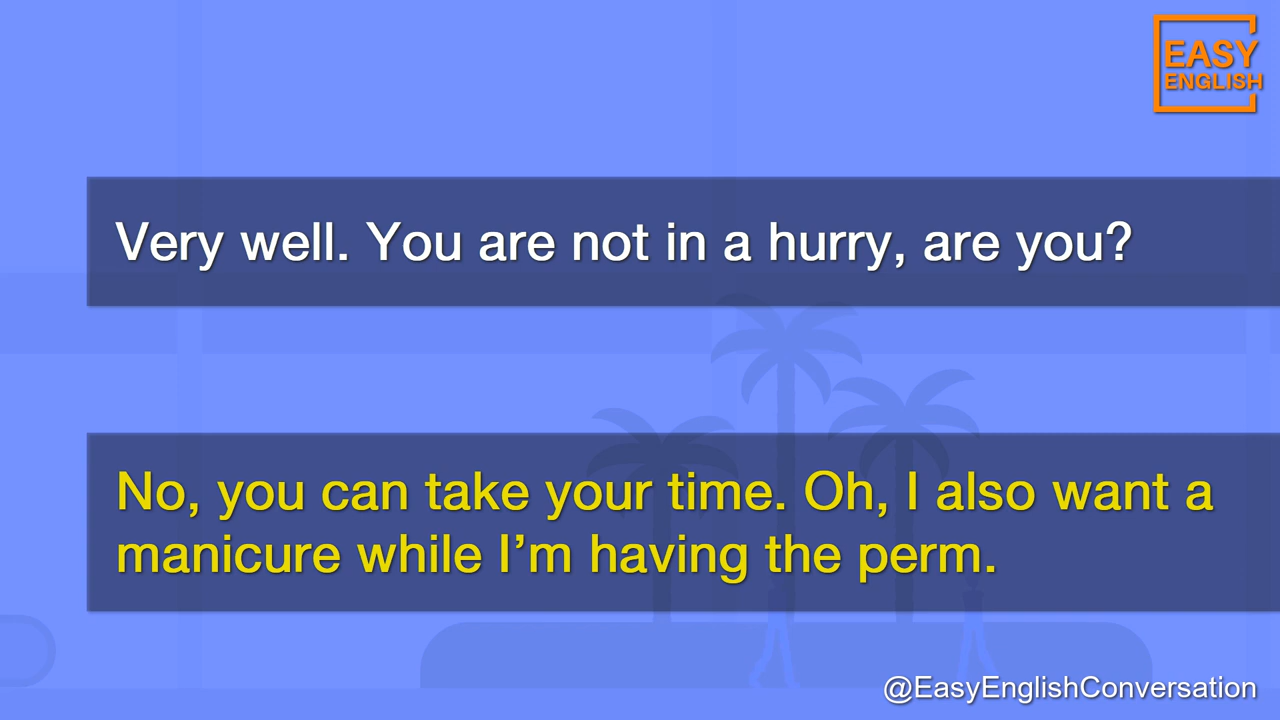 EASY
ENGLISH
Very well. You are not in a hurry, are you?
No, you can take your time. Oh, I also want a
manicure while I’m having the perm.
@EasyEnglishConversation